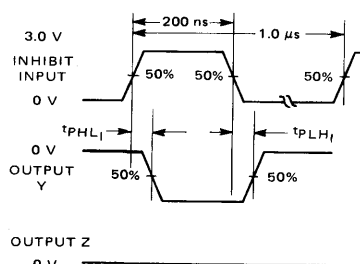 200 ns
3.0 V
1.0 μs
INHIBIT
INPUT
50%
50%
50%
0 V
tPHLI
tPLHI
0 V
OUTPUT
Y
50%
50%
OUTPUT Z
0 V